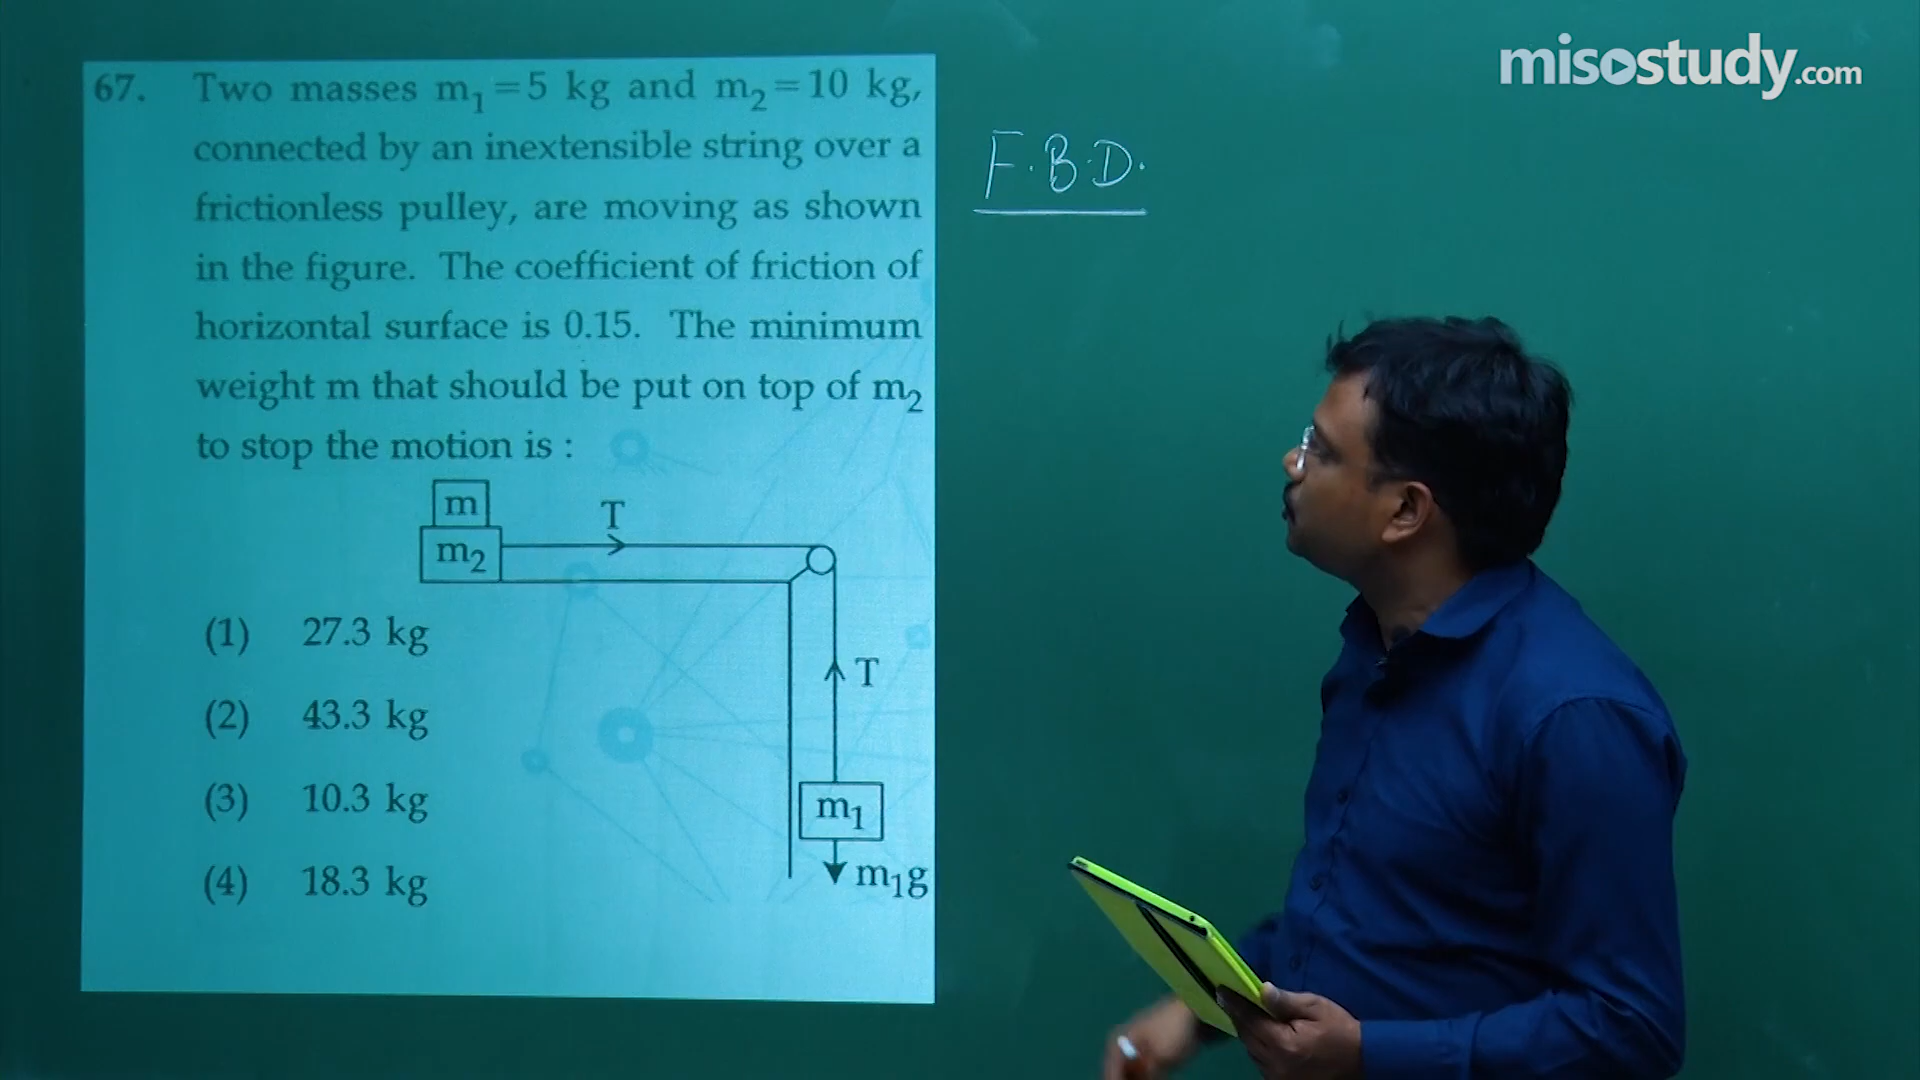 misostudy.com
67. Two masses m₁ = 5 kg and m₂ = 10 kg,
connected by an inextensible string over a
frictionless pulley, are moving as shown
in the figure. The coefficient of friction of
horizontal surface is 0.15. The minimum
weight m that should be put on top of m₂
to stop the motion is :
m
T
m₂
T
m₁
m₁g
(1) 27.3 kg
(2) 43.3 kg
(3) 10.3 kg
(4) 18.3 kg
F.B.D.